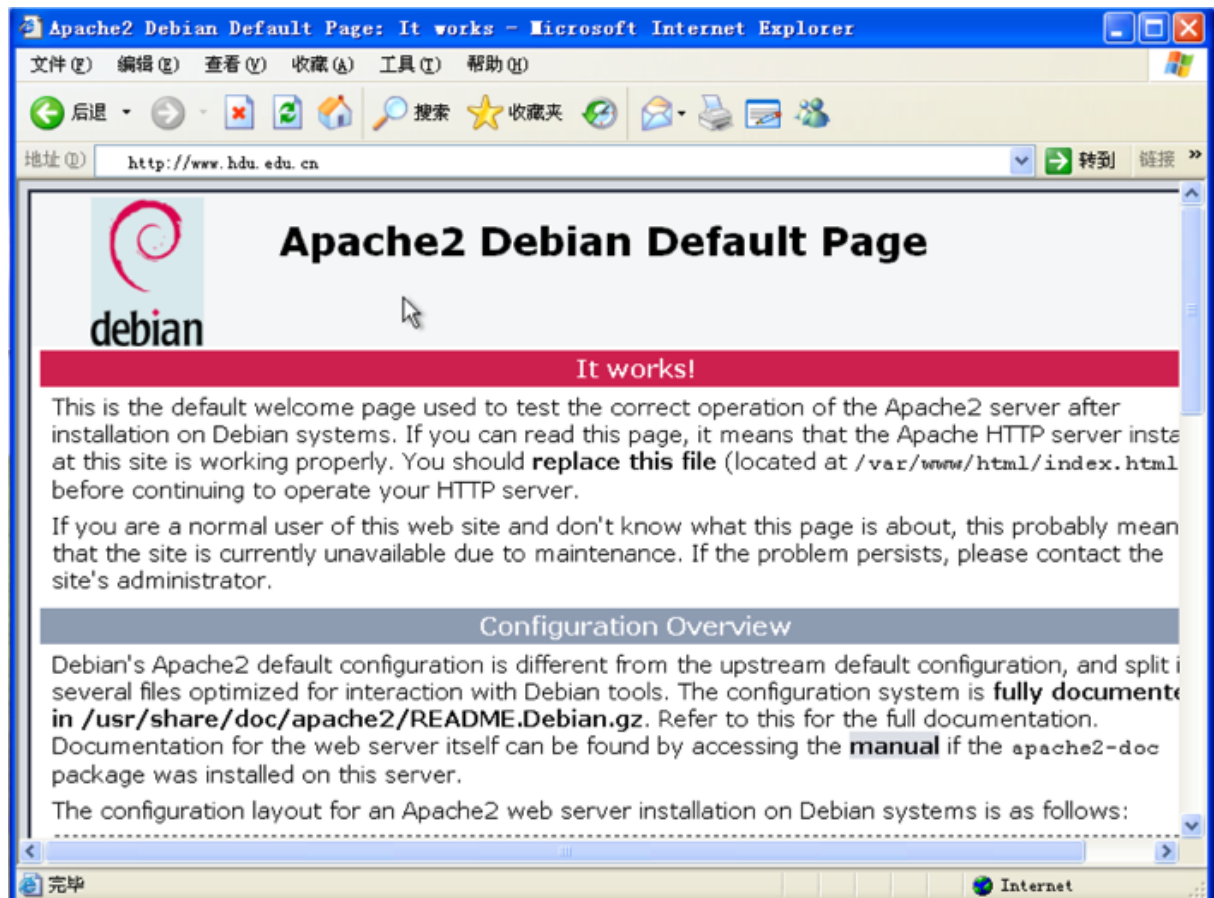 Apache2 Debian Default Page: It works - Microsoft Internet Explorer
文件(F) 编辑(E) 查看(V) 收藏(A) 工具(T) 帮助(H)
后退 搜索 收藏夹
地址(D) http://www.hdu.edu.cn 转到 链接 »
debian
Apache2 Debian Default Page
It works!
This is the default welcome page used to test the correct operation of the Apache2 server after
installation on Debian systems. If you can read this page, it means that the Apache HTTP server insta
at this site is working properly. You should replace this file (located at /var/www/html/index.html
before continuing to operate your HTTP server.
If you are a normal user of this web site and don't know what this page is about, this probably mean
that the site is currently unavailable due to maintenance. If the problem persists, please contact the
site's administrator.
Configuration Overview
Debian's Apache2 default configuration is different from the upstream default configuration, and split i
several files optimized for interaction with Debian tools. The configuration system is fully documente
in /usr/share/doc/apache2/README.Debian.gz. Refer to this for the full documentation.
Documentation for the web server itself can be found by accessing the manual if the apache2-doc
package was installed on this server.
The configuration layout for an Apache2 web server installation on Debian systems is as follows:
完毕 Internet